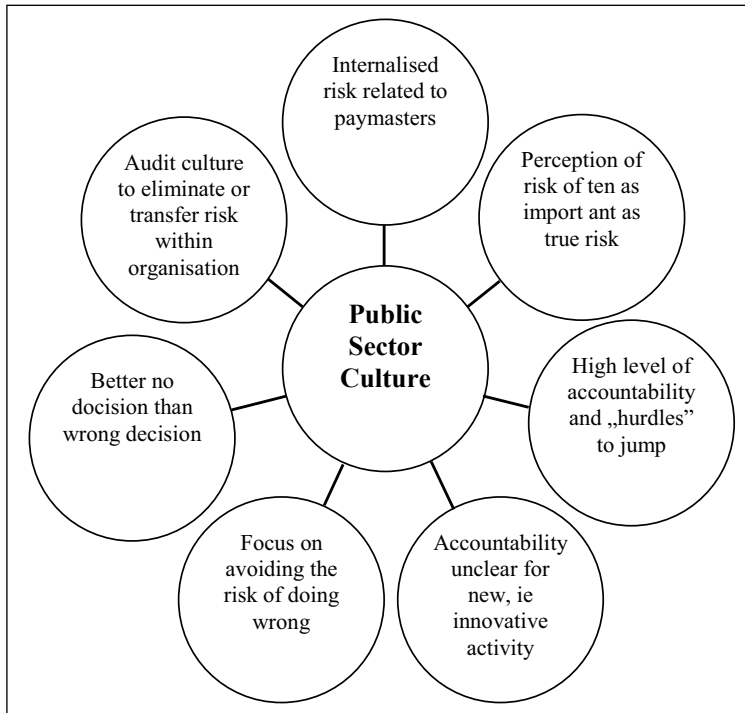 Internalised
risk related to
paymasters
Perception of
risk of ten as
import ant as
true risk
High level of
accountability
and „hurdles”
to jump
Accountability
unclear for
new, ie
innovative
activity
Focus on
avoiding the
risk of doing
wrong
Better no
docision than
wrong decision
Audit culture
to eliminate or
transfer risk
within
organisation
Public
Sector
Culture